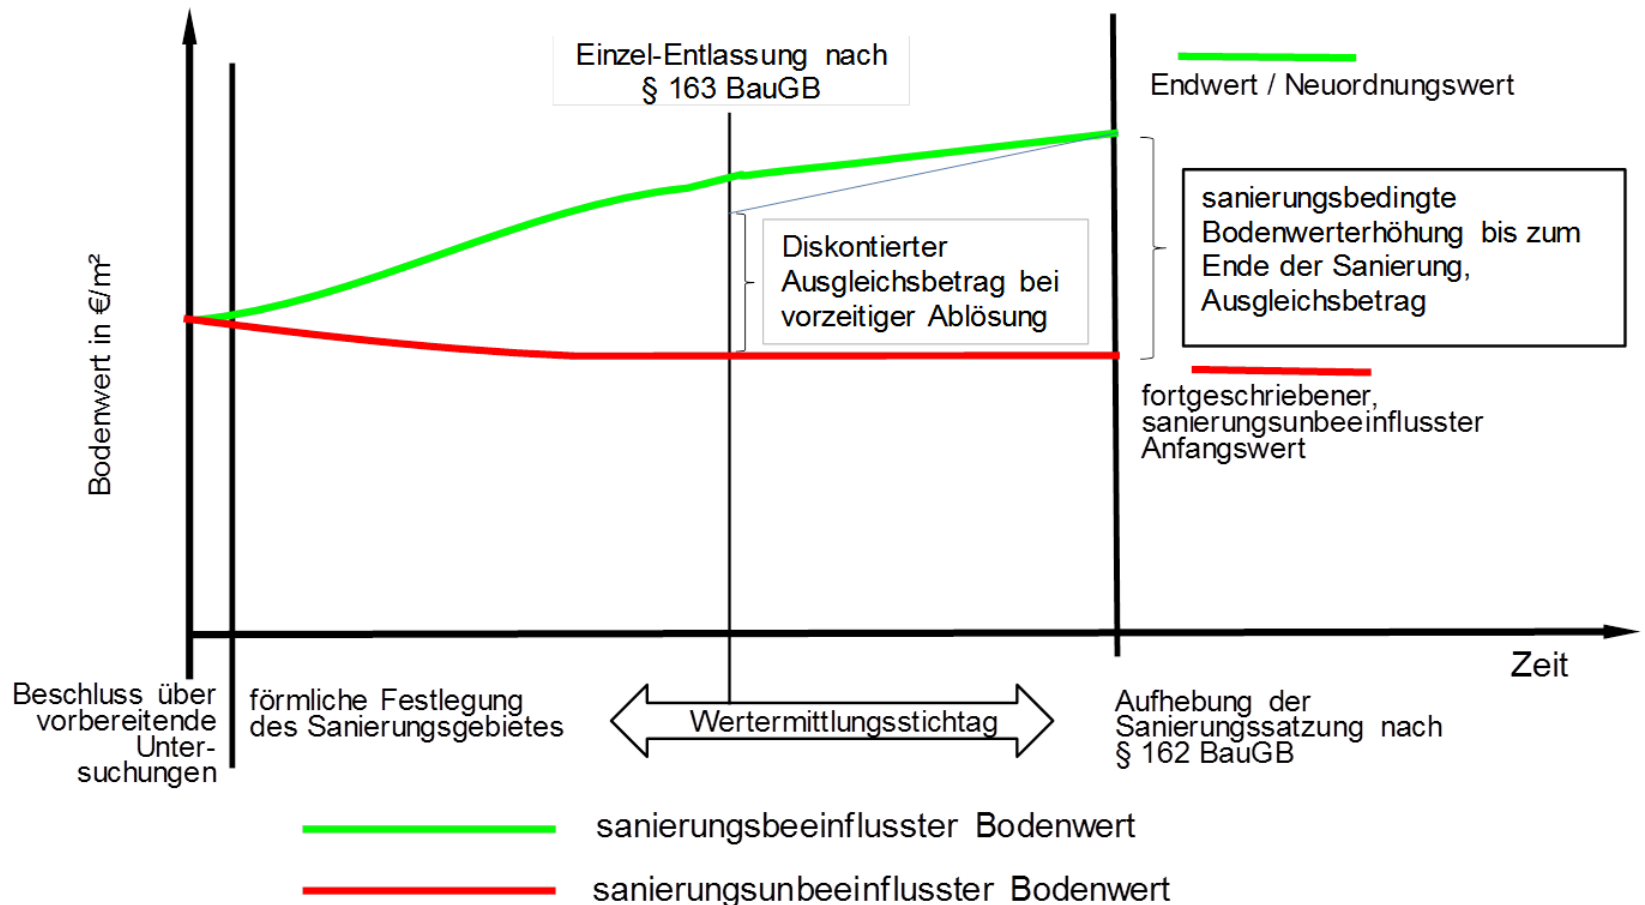 Einzel-Entlassung nach
§ 163 BauGB
Endwert / Neuordnungswert
sanierungsbedingte
Bodenwerterhöhung bis zum
Ende der Sanierung,
Ausgleichsbetrag
Diskontierter
Ausgleichsbetrag bei
vorzeitiger Ablösung
fortgeschriebener,
sanierungsunbeeinflusster
Anfangswert
Bodenwert in €/m²
Zeit
Beschluss über
vorbereitende
Unter-
suchungen
förmliche Festlegung
des Sanierungsgebietes
Wertermittlungsstichtag
Aufhebung der
Sanierungssatzung nach
§ 162 BauGB
sanierungsbeeinflusster Bodenwert
sanierungsunbeeinflusster Bodenwert